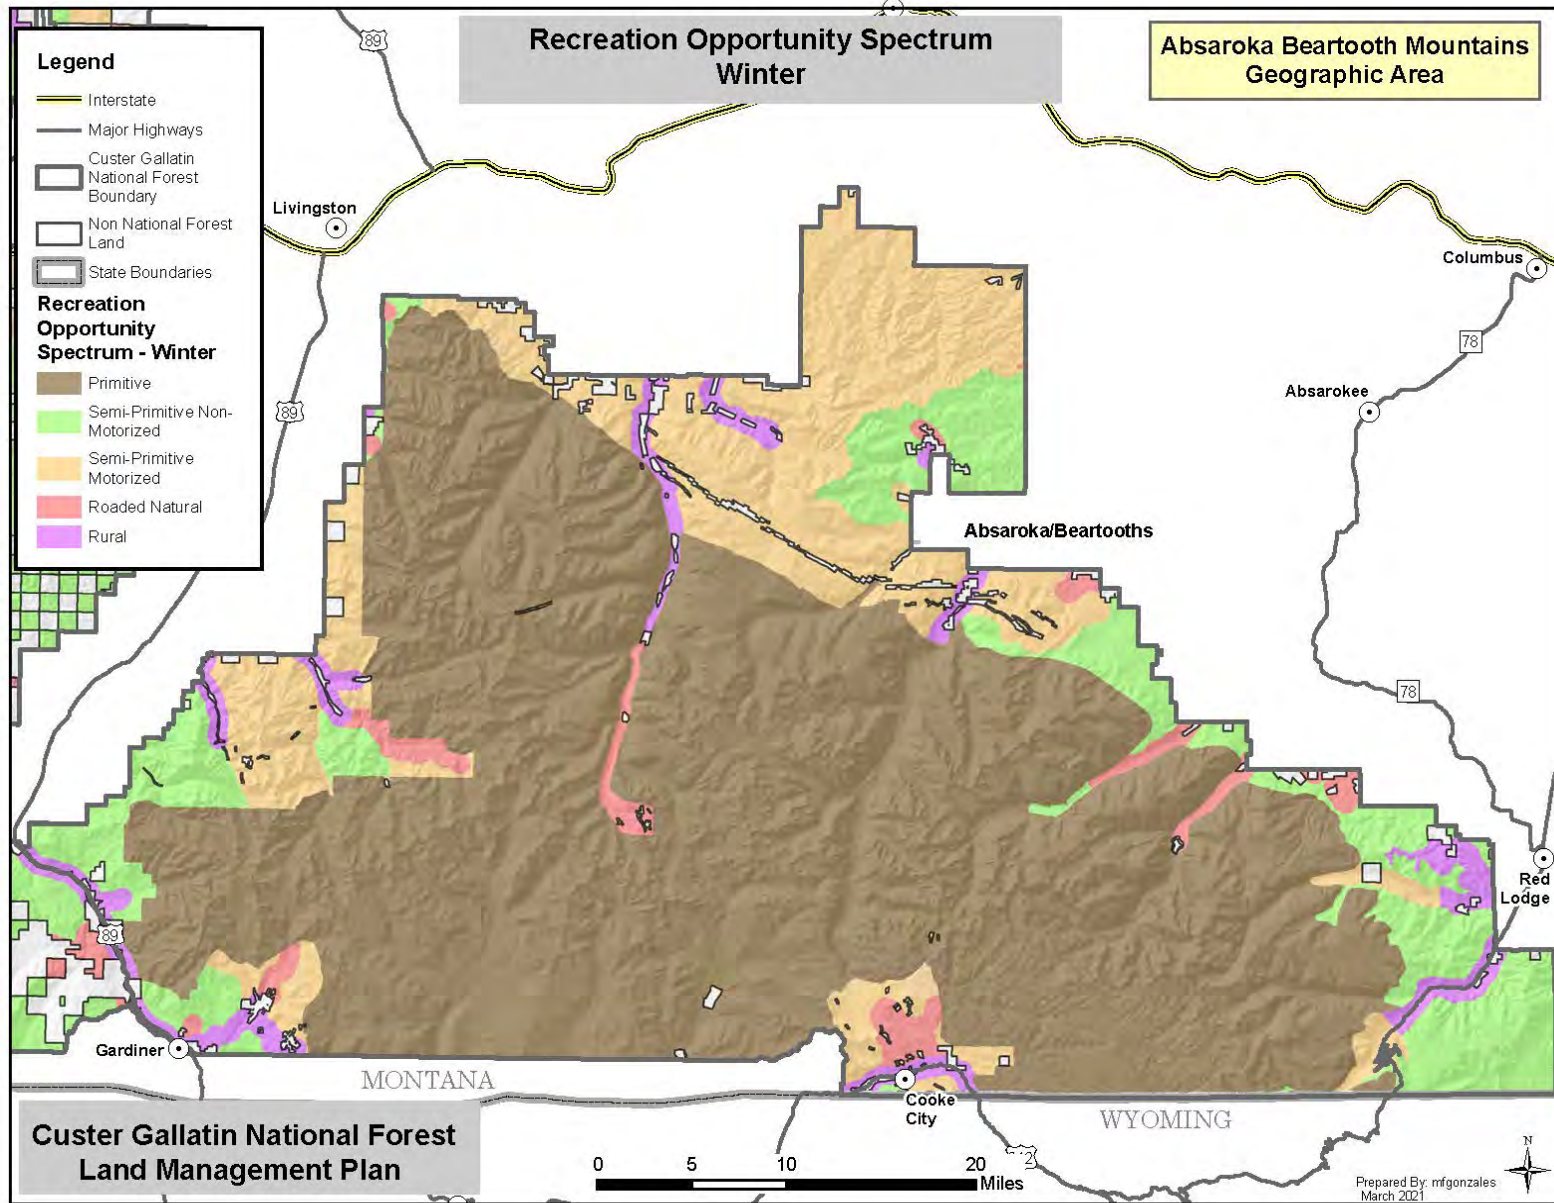 Recreation Opportunity Spectrum
Winter
Absaroka Beartooth Mountains
Geographic Area
Legend
Interstate
Major Highways
Custer Gallatin
National Forest
Boundary
Non National Forest
Land
State Boundaries
Recreation
Opportunity
Spectrum - Winter
Primitive
Semi-Primitive Non-
Motorized
Semi-Primitive
Motorized
Roaded Natural
Rural
89
Livingston
Columbus
78
89
Absarokee
Absaroka/Beartooths
78
Red
Lodge
89
Gardiner
MONTANA
Cooke
City
WYOMING
Custer Gallatin National Forest
Land Management Plan
0 5 10 20
Miles
N
Prepared By: mfgonzales
March 2021